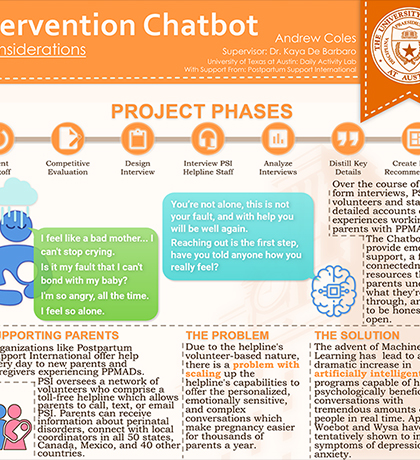 ervention Chatbot
nsiderations
Andrew Coles
Supervisor: Dr. Kaya De Barbaro
University of Texas at Austin: Daily Activity Lab
With Support From: Postpartum Support International
THE UNIVERSITY
AT AUSTIN
PROJECT PHASES
Competitive
Evaluation
Design
Interview
Interview PSI
Helpline Staff
Analyze
Interviews
Distill Key
Details
Create
Recomme
I feel like a bad mother... I
can't stop crying.
Is it my fault that I can't
bond with my baby?
I'm so angry, all the time.
I feel so alone.
You're not alone, this is not
your fault, and with help you
will be well again.
Reaching out is the first step,
have you told anyone how you
really feel?
Over the course of
form interviews, PS
volunteers and sta
detailed accounts o
experiences workin
parents with PPMA
The Chatbo
provide emo
support, a f
connectedn
resources t
parents und
what they'r
through, an
to be hones
open.
UPPORTING PARENTS
ganizations like Postpartum
pport International offer help
ery day to new parents and
regivers experiencing PPMADs.
PSI oversees a network of
volunteers who comprise a
toll-free helpline which allows
parents to call, text, or email
PSI. Parents can receive
information about perinatal
disorders, connect with local
coordinators in all 50 states,
Canada, Mexico, and 40 other
countries.
THE PROBLEM
Due to the helpline's
volunteer-based nature,
there is a problem with
scaling up the
helpline's capabilities to
offer the personalized,
emotionally sensitive,
and complex
conversations which
make pregnancy easier
for thousands of
parents a year.
THE SOLUTION
The advent of Machine
Learning has lead to a
dramatic increase in
artificially intelligent
programs capable of h
psychologically benefic
conversations with
tremendous amounts o
people in real time. Ap
Woebot and Wysa hav
tentatively shown to i
symptoms of depressi
anxiety.